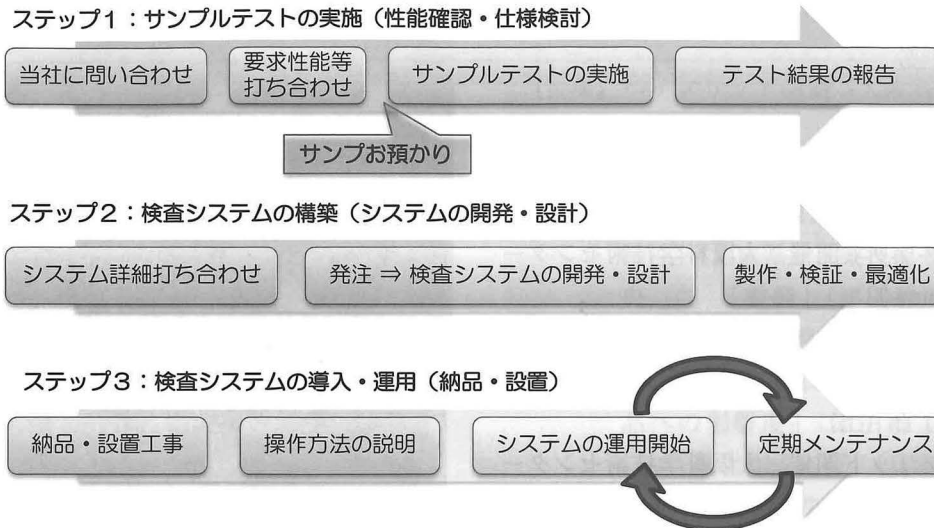 ステップ1：サンプルテストの実施（性能確認・仕様検討）
当社に問い合わせ
要求性能等
打ち合わせ
サンプルテストの実施
テスト結果の報告
サンプお預かり
ステップ2：検査システムの構築（システムの開発・設計）
システム詳細打ち合わせ
発注 ⇒ 検査システムの開発・設計
製作・検証・最適化
ステップ3：検査システムの導入・運用（納品・設置）
納品・設置工事
操作方法の説明
システムの運用開始
定期メンテナンス